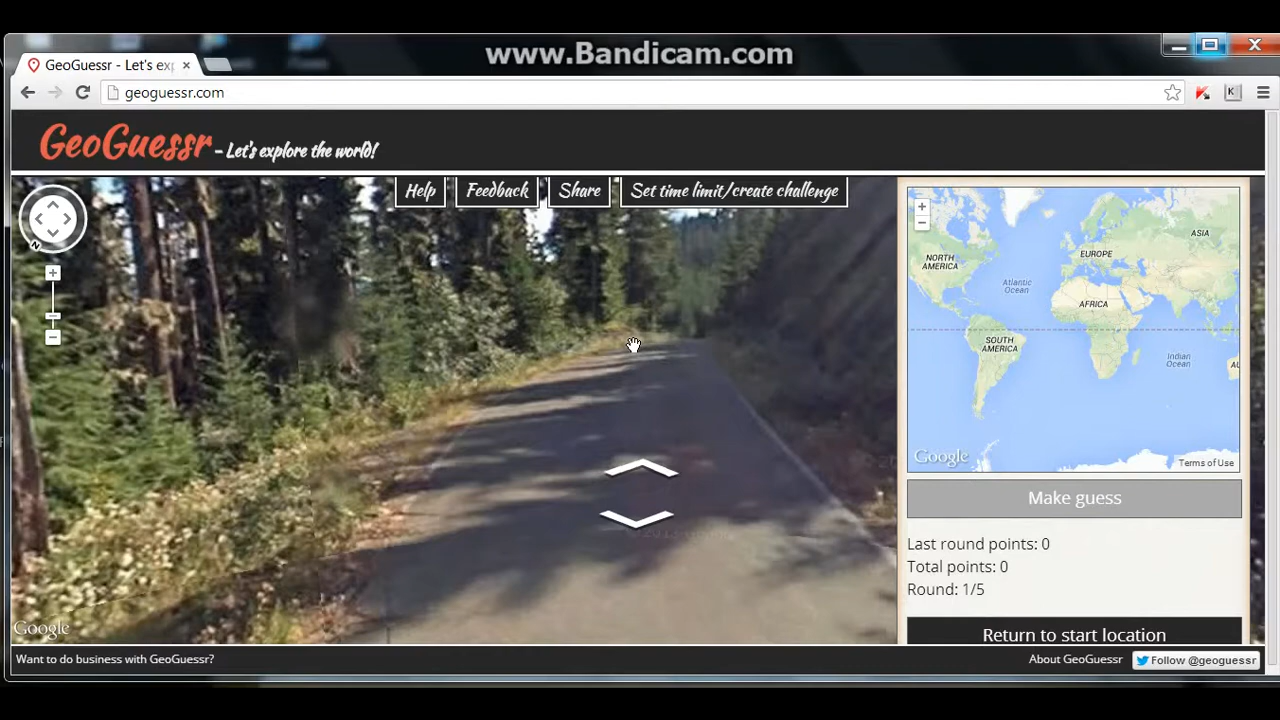 www.Bandicam.com
GeoGuessr - Let's exp
geoguessr.com
GeoGuessr - Let's explore the world!
Help
Feedback
Share
Set time limit/create challenge
N
+
−
+
−
NORTH AMERICA
Atlantic Ocean
EUROPE
ASIA
AFRICA
SOUTH AMERICA
Indian Ocean
AU
Google
Terms of Use
Make guess
Last round points: 0
Total points: 0
Round: 1/5
Return to start location
Google
Want to do business with GeoGuessr?
About GeoGuessr
Follow @geoguessr